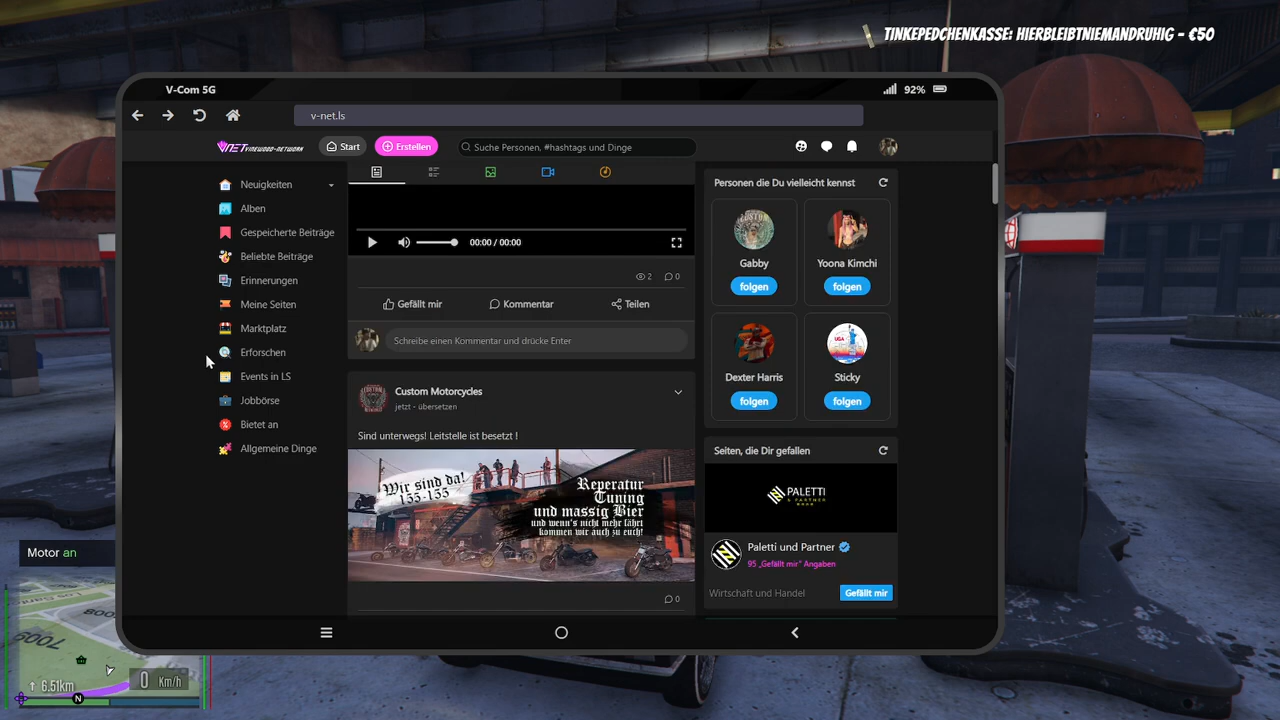 TINKEPEDCHENKASSE: HIERBLEIBTNIEMANDRUHIG - €50
V-Com 5G
92%
v-net.ls
VNET VINEWOOD-NETWORK
Start
Erstellen
Suche Personen, #hashtags und Dinge
Neuigkeiten
Alben
Gespeicherte Beiträge
Beliebte Beiträge
Erinnerungen
Meine Seiten
Marktplatz
Erforschen
Events in LS
Jobbörse
Bietet an
Allgemeine Dinge
00:00 / 00:00
2
0
Gefällt mir
Kommentar
Teilen
Schreibe einen Kommentar und drücke Enter
Custom Motorcycles
jetzt - übersetzen
Sind unterwegs! Leitstelle ist besetzt !
Wir sind da!
155-155
Reperatur
Tuning
und massig Bier
und wenn's nicht mehr fährt
kommen wir auch zu euch!
0
Personen die Du vielleicht kennst
Gabby
folgen
Yoona Kimchi
folgen
Dexter Harris
folgen
UGA
Sticky
folgen
Seiten, die Dir gefallen
PALETTI
& PARTNER
Paletti und Partner
95 „Gefällt mir" Angaben
Wirtschaft und Handel
Gefällt mir
Motor an
7009
6.51km
N
0 Km/h